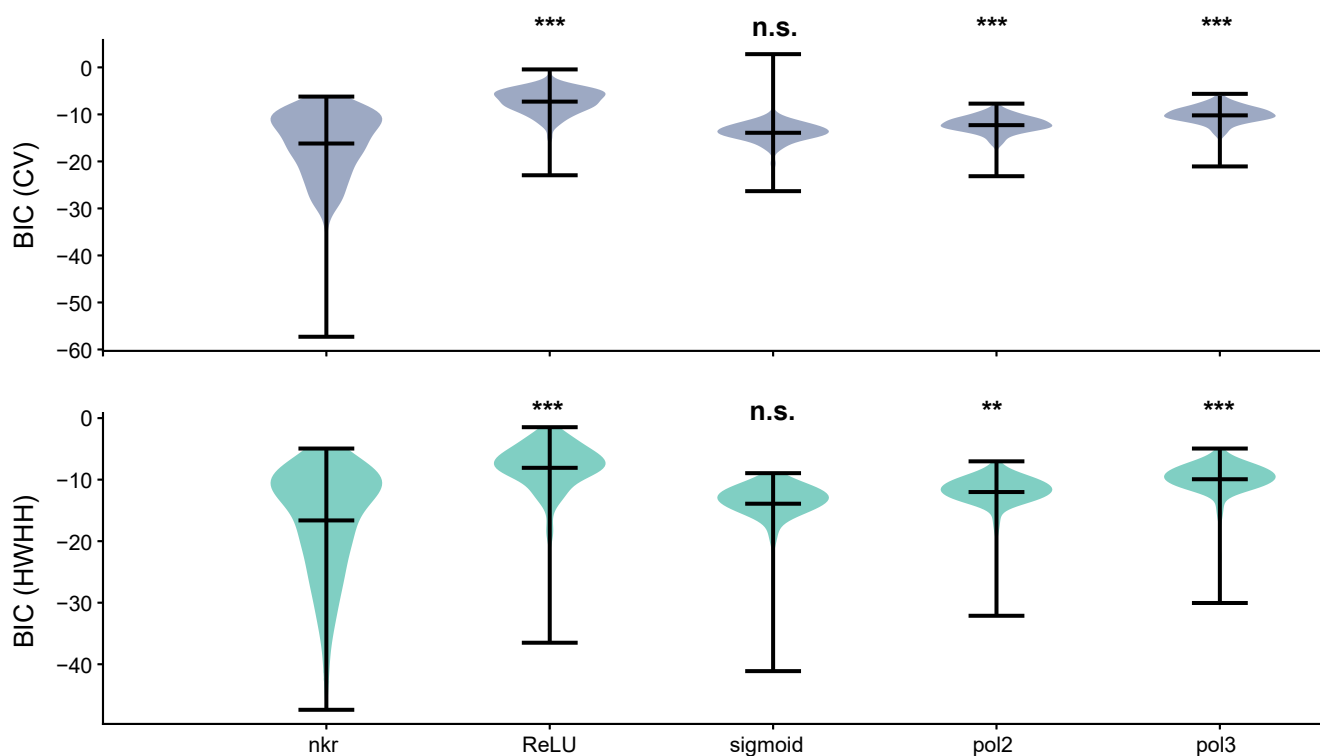 *** n.s. *** ***
BIC (CV)
0
−10
−20
−30
−40
−50
−60
*** n.s. ** ***
BIC (HWHH)
0
−10
−20
−30
−40
nkr ReLU sigmoid pol2 pol3